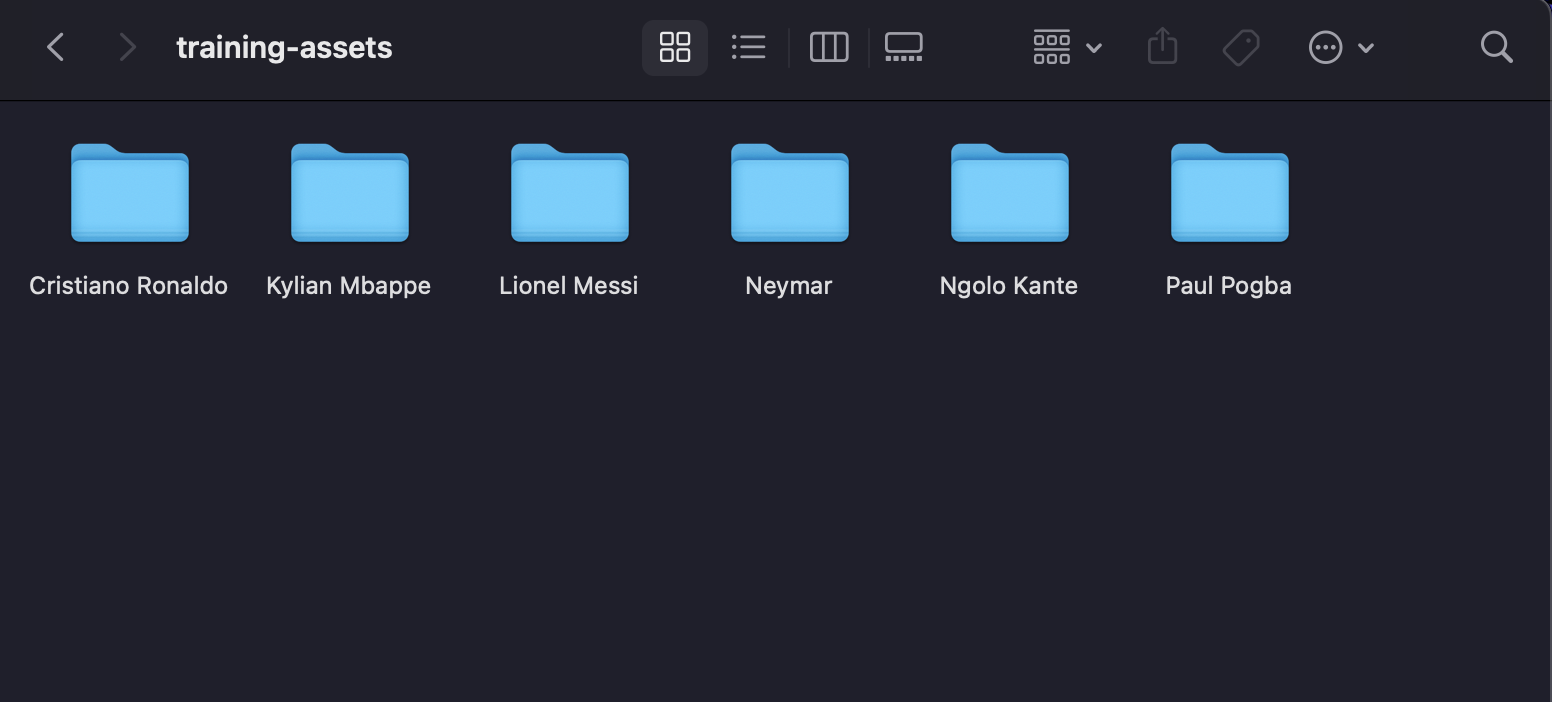 training-assets
Cristiano Ronaldo
Kylian Mbappe
Lionel Messi
Neymar
Ngolo Kante
Paul Pogba